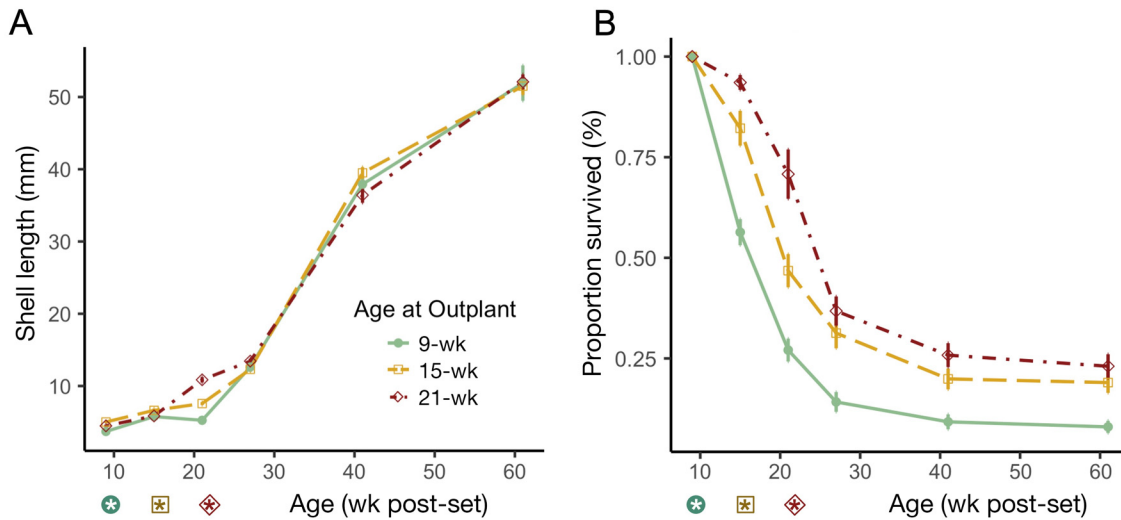 A
Shell length (mm)
50
40
30
20
10
Age at Outplant
9-wk
15-wk
21-wk
10 20 30 40 50 60
Age (wk post-set)
B
Proportion survived (%)
1.00
0.75
0.50
0.25
10 20 30 40 50 60
Age (wk post-set)